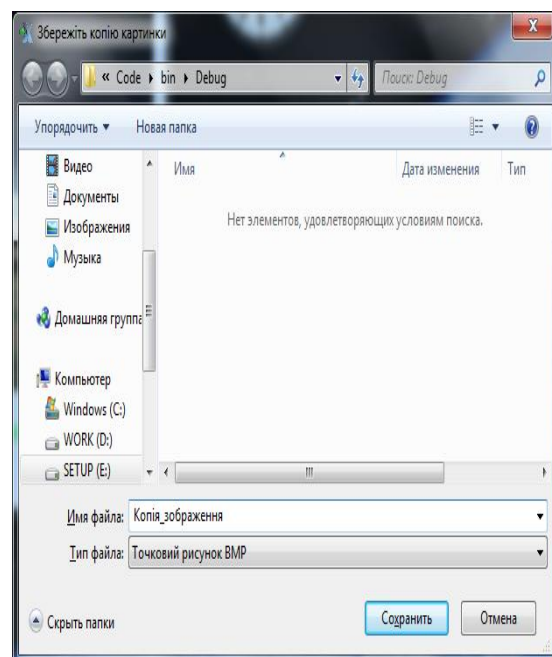 Збережіть копію картинки
« Code ▸ bin ▸ Debug
Поиск: Debug
Упорядочить ▾ Новая папка
Имя Дата изменения Тип
Нет элементов, удовлетворяющих условиям поиска.
Видео
Документы
Изображения
Музыка
Домашняя группа
Компьютер
Windows (C:)
WORK (D:)
SETUP (E:)
Имя файла: Копія_зображення
Тип файла: Точковий рисунок BMP
Скрыть папки
Сохранить Отмена